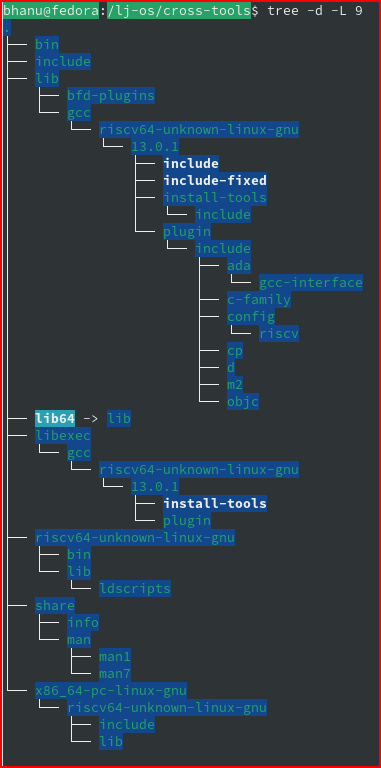 bhanu@fedora:/lj-os/cross-tools$ tree -d -L 9
.
├── bin
├── include
├── lib
│   ├── bfd-plugins
│   └── gcc
│       └── riscv64-unknown-linux-gnu
│           └── 13.0.1
│               ├── include
│               ├── include-fixed
│               ├── install-tools
│               │   └── include
│               └── plugin
│                   └── include
│                       ├── ada
│                       │   └── gcc-interface
│                       ├── c-family
│                       ├── config
│                       │   └── riscv
│                       ├── cp
│                       ├── d
│                       ├── m2
│                       └── objc
├── lib64 -> lib
├── libexec
│   └── gcc
│       └── riscv64-unknown-linux-gnu
│           └── 13.0.1
│               ├── install-tools
│               └── plugin
├── riscv64-unknown-linux-gnu
│   ├── bin
│   └── lib
│       └── ldscripts
├── share
│   ├── info
│   └── man
│       ├── man1
│       └── man7
└── x86_64-pc-linux-gnu
    └── riscv64-unknown-linux-gnu
        ├── include
        └── lib